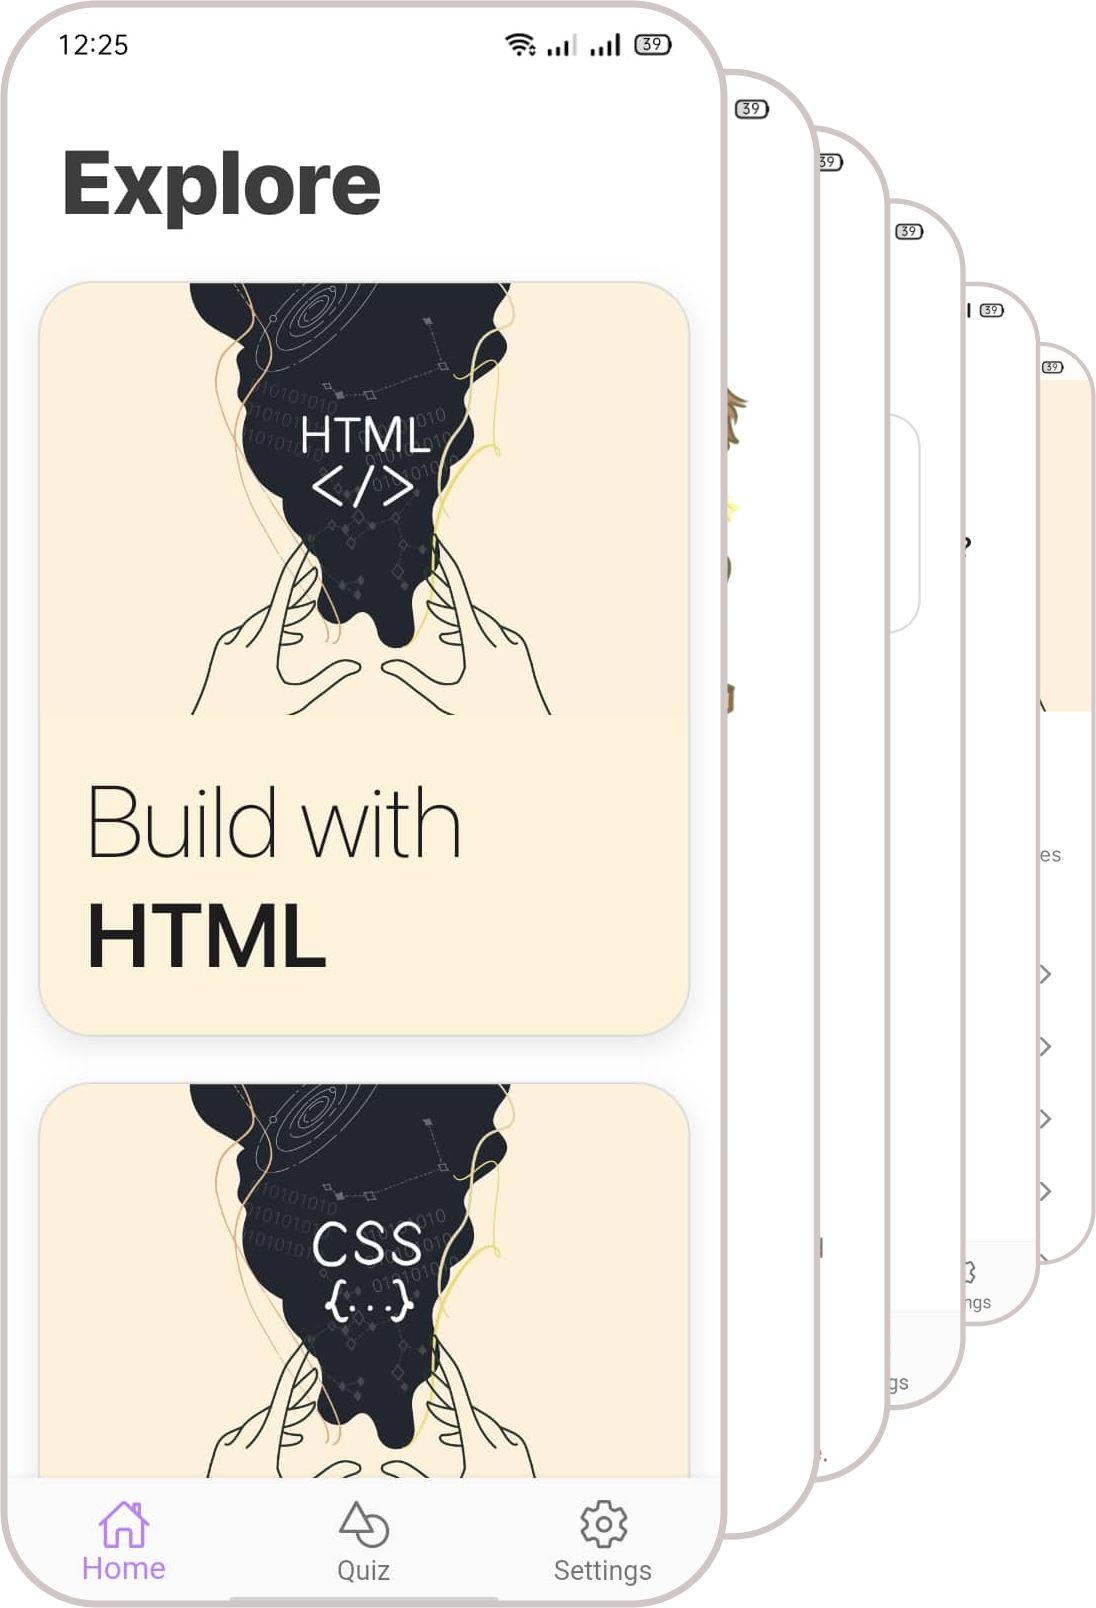 12:25
39
Explore
HTML
</>
Build with
HTML
CSS
{...}
Home
Quiz
Settings
39
39
39
39
39
?
es
ngs
gs
.